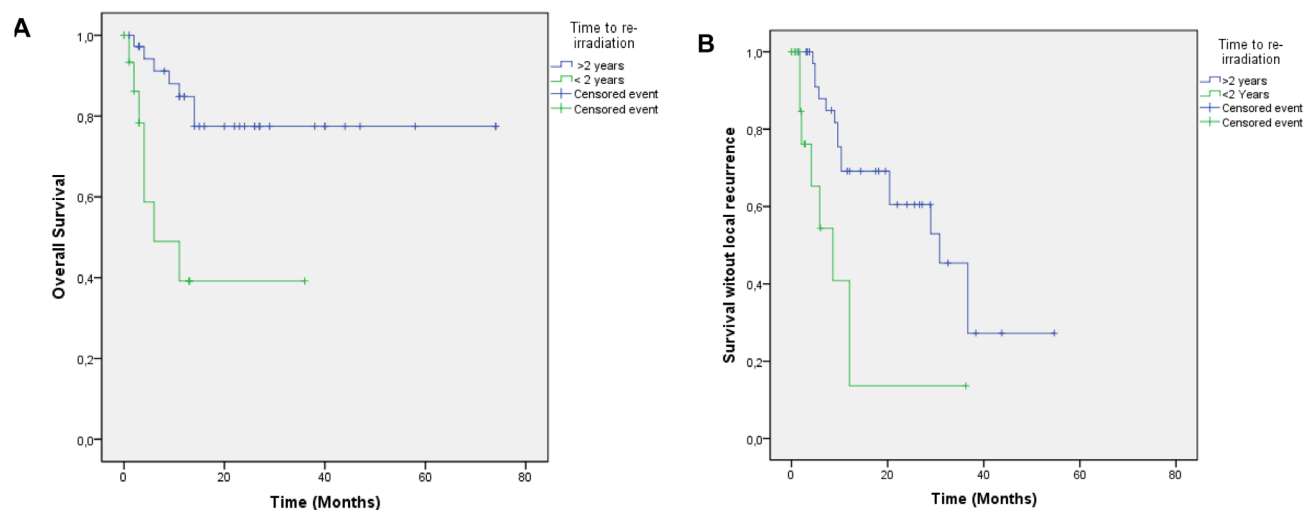 A
Overall Survival
1,0
0,8
0,6
0,4
0,2
0,0
0
20
40
60
80
Time (Months)
Time to re-
irradiation
>2 years
< 2 years
Censored event
Censored event
B
Survival witout local recurrence
1,0
0,8
0,6
0,4
0,2
0,0
0
20
40
60
80
Time (Months)
Time to re-
irradiation
>2 years
<2 Years
Censored event
Censored event